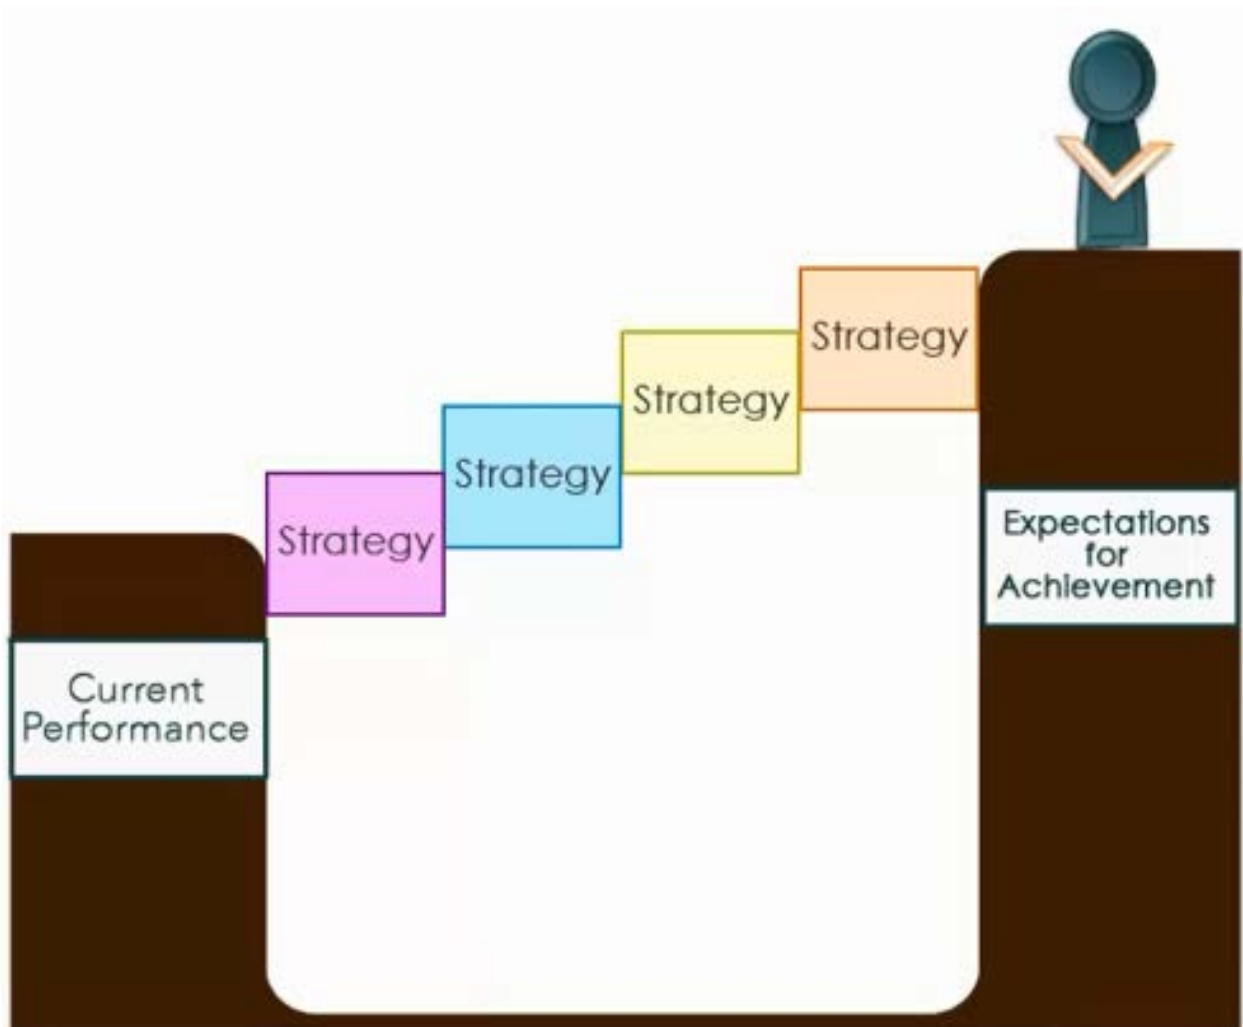 Strategy
Strategy
Strategy
Strategy
Expectations
for
Achievement
Current
Performance